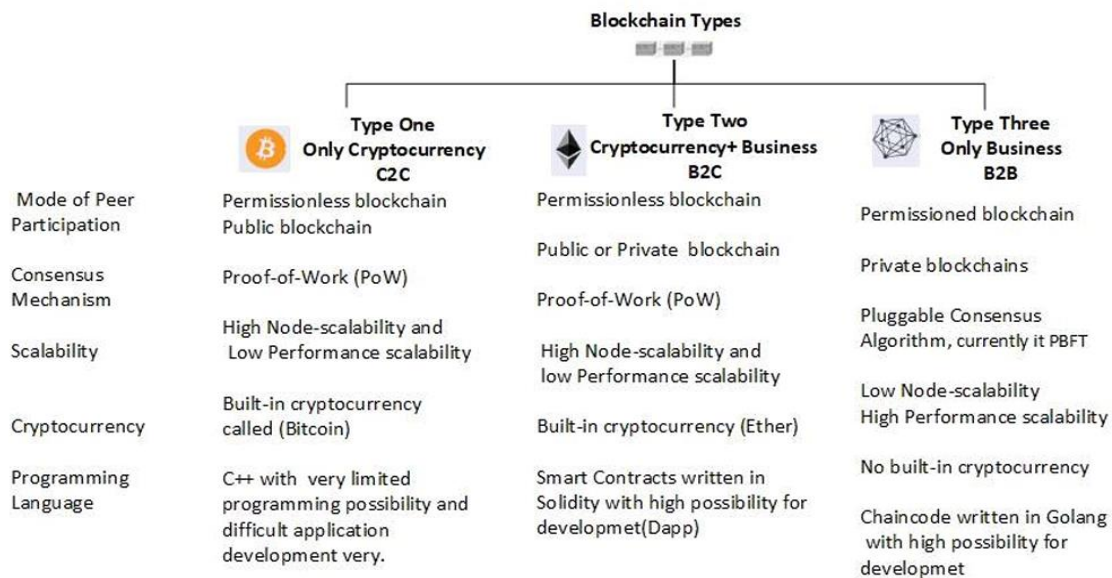 Blockchain Types
Type One
Only Cryptocurrency
C2C
Type Two
Cryptocurrency+ Business
B2C
Type Three
Only Business
B2B
Mode of Peer
Participation
Permissionless blockchain
Public blockchain
Permissionless blockchain
Public or Private blockchain
Permissioned blockchain
Private blockchains
Consensus
Mechanism
Proof-of-Work (PoW)
Proof-of-Work (PoW)
Pluggable Consensus
Algorithm, currently it PBFT
Scalability
High Node-scalability and
Low Performance scalability
High Node-scalability and
low Performance scalability
Low Node-scalability
High Performance scalability
Cryptocurrency
Built-in cryptocurrency
called (Bitcoin)
Built-in cryptocurrency (Ether)
No built-in cryptocurrency
Programming
Language
C++ with very limited
programming possibility and
difficult application
development very.
Smart Contracts written in
Solidity with high possibility for
developmet(Dapp)
Chaincode written in Golang
with high possibility for
developmet